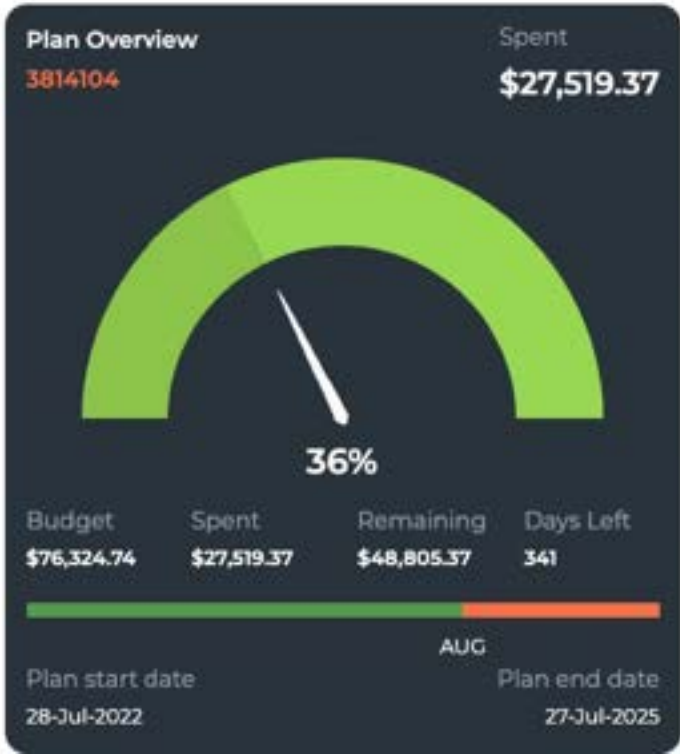 Plan Overview
Spent
3814104
$27,519.37
36%
Budget Spent Remaining Days Left
$76,324.74 $27,519.37 $48,805.37 341
AUG
Plan start date Plan end date
28-Jul-2022 27-Jul-2025